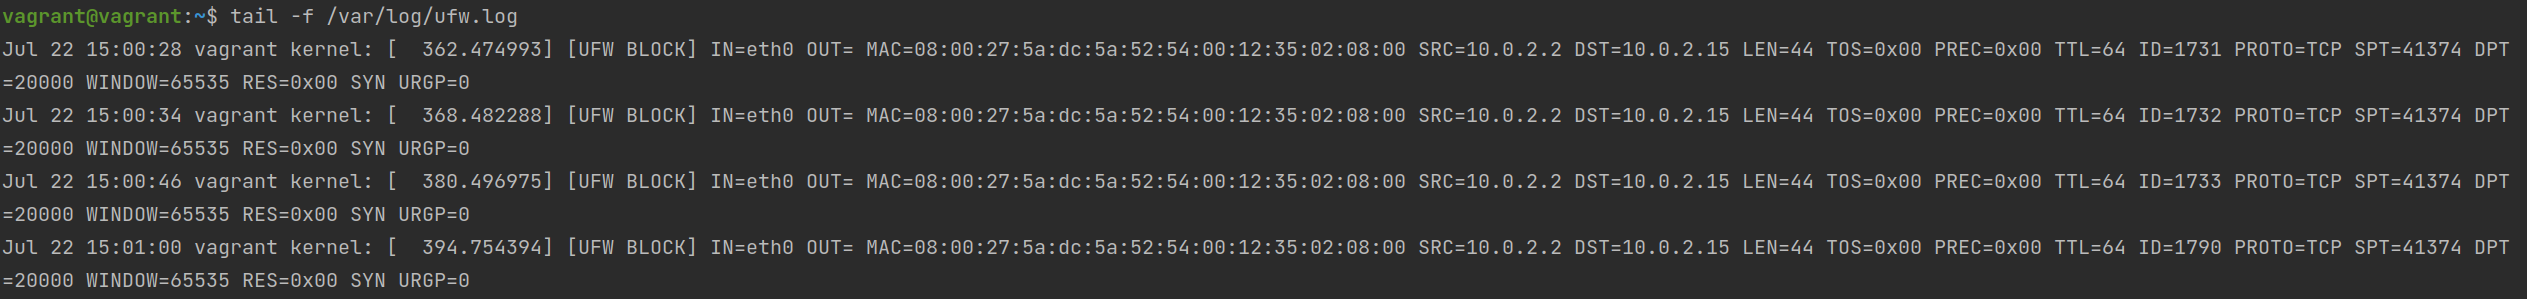 vagrant@vagrant:~$ tail -f /var/log/ufw.log
Jul 22 15:00:28 vagrant kernel: [  362.474993] [UFW BLOCK] IN=eth0 OUT= MAC=08:00:27:5a:dc:5a:52:54:00:12:35:02:08:00 SRC=10.0.2.2 DST=10.0.2.15 LEN=44 TOS=0x00 PREC=0x00 TTL=64 ID=1731 PROTO=TCP SPT=41374 DPT
=20000 WINDOW=65535 RES=0x00 SYN URGP=0
Jul 22 15:00:34 vagrant kernel: [  368.482288] [UFW BLOCK] IN=eth0 OUT= MAC=08:00:27:5a:dc:5a:52:54:00:12:35:02:08:00 SRC=10.0.2.2 DST=10.0.2.15 LEN=44 TOS=0x00 PREC=0x00 TTL=64 ID=1732 PROTO=TCP SPT=41374 DPT
=20000 WINDOW=65535 RES=0x00 SYN URGP=0
Jul 22 15:00:46 vagrant kernel: [  380.496975] [UFW BLOCK] IN=eth0 OUT= MAC=08:00:27:5a:dc:5a:52:54:00:12:35:02:08:00 SRC=10.0.2.2 DST=10.0.2.15 LEN=44 TOS=0x00 PREC=0x00 TTL=64 ID=1733 PROTO=TCP SPT=41374 DPT
=20000 WINDOW=65535 RES=0x00 SYN URGP=0
Jul 22 15:01:00 vagrant kernel: [  394.754394] [UFW BLOCK] IN=eth0 OUT= MAC=08:00:27:5a:dc:5a:52:54:00:12:35:02:08:00 SRC=10.0.2.2 DST=10.0.2.15 LEN=44 TOS=0x00 PREC=0x00 TTL=64 ID=1790 PROTO=TCP SPT=41374 DPT
=20000 WINDOW=65535 RES=0x00 SYN URGP=0